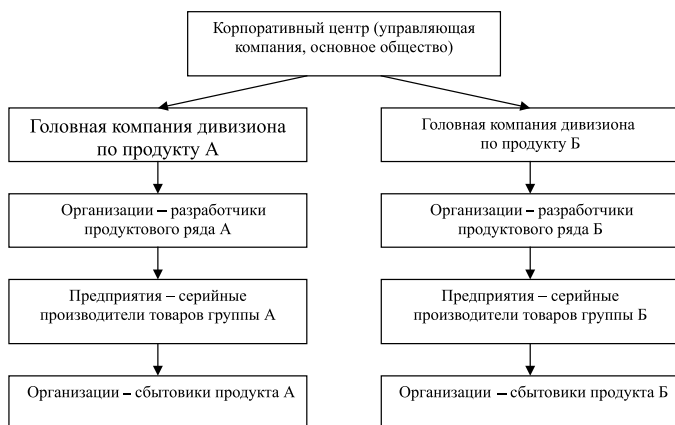 Корпоративный центр (управляющая
компания, основное общество)
Головная компания дивизиона
по продукту А
Головная компания дивизиона
по продукту Б
Организации – разработчики
продуктового ряда А
Организации – разработчики
продуктового ряда Б
Предприятия – серийные
производители товаров группы А
Предприятия – серийные
производители товаров группы Б
Организации – сбытовики продукта А
Организации – сбытовики продукта Б